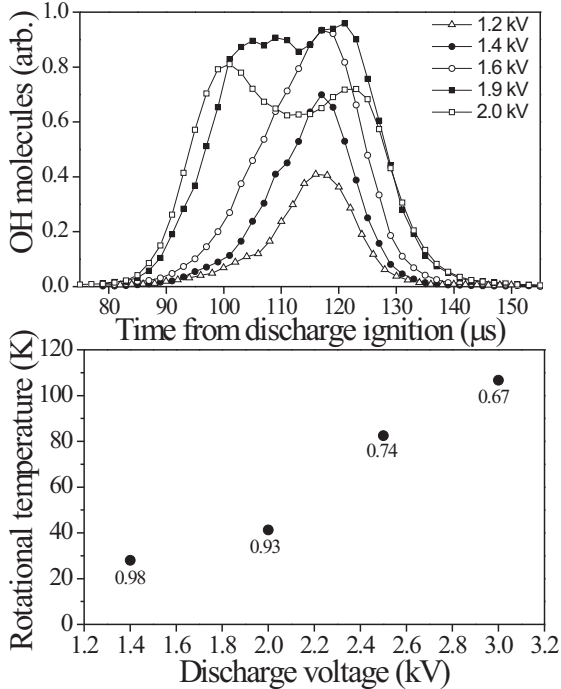 OH molecules (arb.)
1.0
0.8
0.6
0.4
0.2
0.0
1.2 kV
1.4 kV
1.6 kV
1.9 kV
2.0 kV
80 90 100 110 120 130 140 150
Time from discharge ignition (μs)
Rotational temperature (K)
120
100
80
60
40
20
0
0.98
0.93
0.74
0.67
1.2 1.4 1.6 1.8 2.0 2.2 2.4 2.6 2.8 3.0 3.2
Discharge voltage (kV)